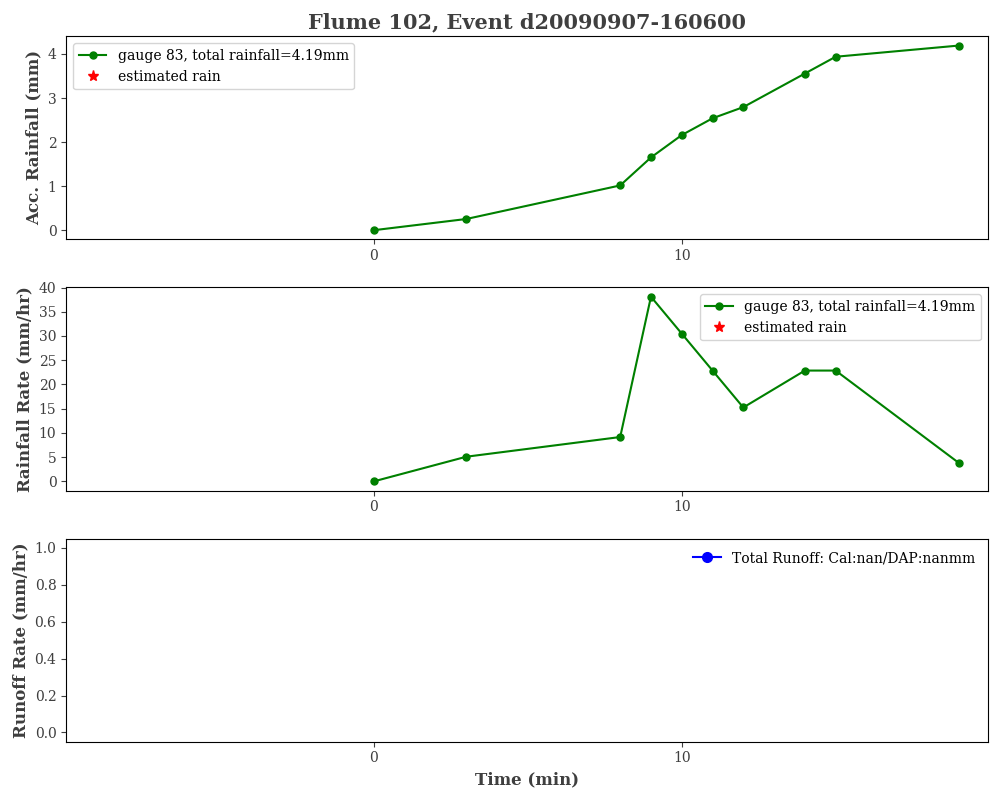 Flume 102, Event d20090907-160600
Acc. Rainfall (mm)
4
3
2
1
0
gauge 83, total rainfall=4.19mm
estimated rain
0 10
Rainfall Rate (mm/hr)
40
35
30
25
20
15
10
5
0
gauge 83, total rainfall=4.19mm
estimated rain
0 10
Runoff Rate (mm/hr)
1.0
0.8
0.6
0.4
0.2
0.0
Total Runoff: Cal:nan/DAP:nanmm
0 10
Time (min)